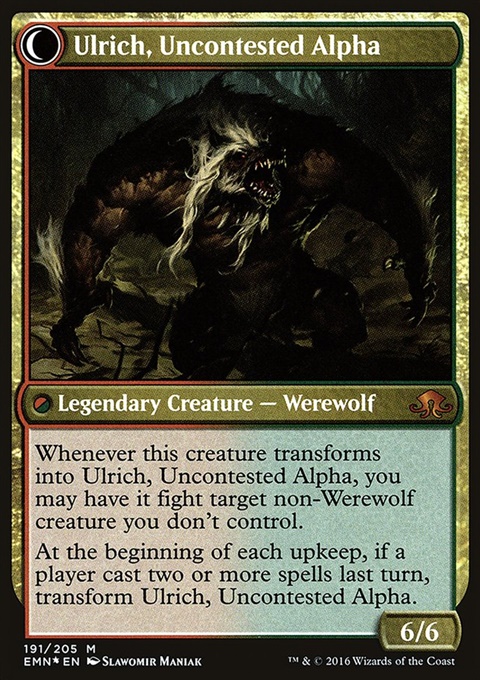 Ulrich, Uncontested Alpha
Legendary Creature — Werewolf
Whenever this creature transforms
into Ulrich, Uncontested Alpha, you
may have it fight target non-Werewolf
creature you don't control.
At the beginning of each upkeep, if a
player cast two or more spells last turn,
transform Ulrich, Uncontested Alpha.
6/6
191/205 M
EMN★EN Slawomir Maniak
™ & © 2016 Wizards of the Coast